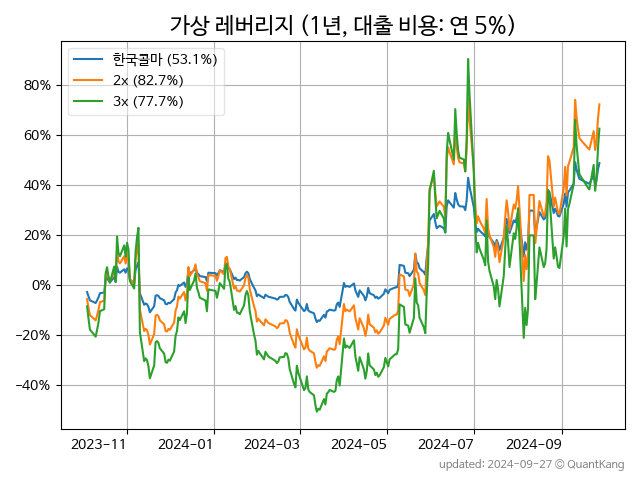 가상 레버리지 (1년, 대출 비용: 연 5%)
한국콜마 (53.1%)
2x (82.7%)
3x (77.7%)
80%
60%
40%
20%
0%
−20%
−40%
2023-11
2024-01
2024-03
2024-05
2024-07
2024-09
updated: 2024-09-27 © QuantKang